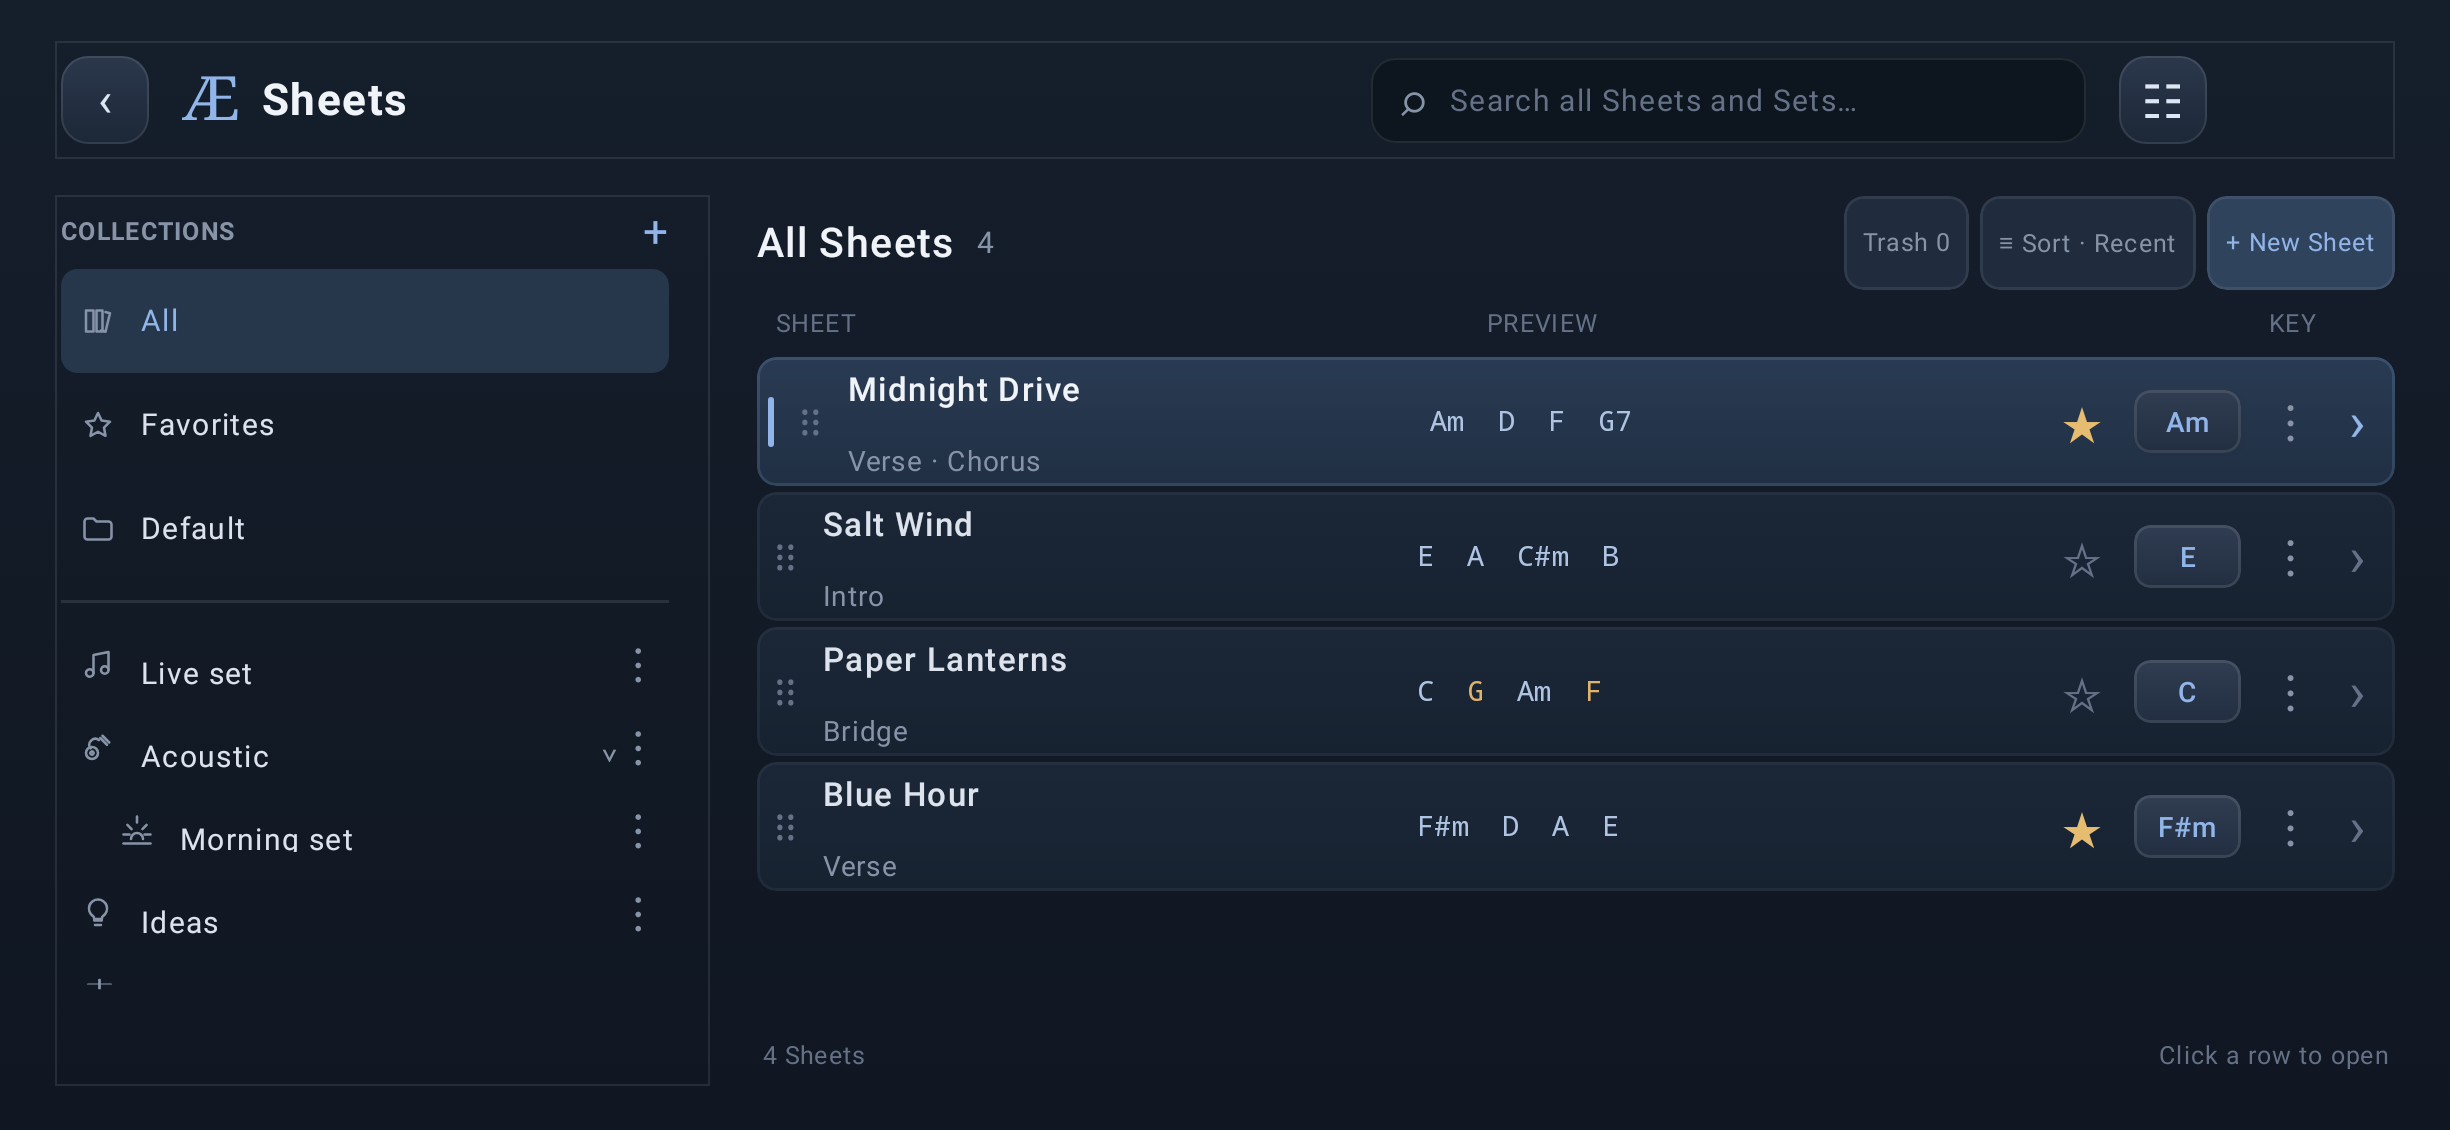 ‹ Æ Sheets
Search all Sheets and Sets…
COLLECTIONS +
All
Favorites
Default
Live set
Acoustic
Morning set
Ideas
All Sheets 4
Trash 0
≡ Sort · Recent
+ New Sheet
SHEET PREVIEW KEY
Midnight Drive
Verse · Chorus
Am D F G7
★ Am ›
Salt Wind
Intro
E A C#m B
☆ E ›
Paper Lanterns
Bridge
C G Am F
☆ C ›
Blue Hour
Verse
F#m D A E
★ F#m ›
4 Sheets
Click a row to open